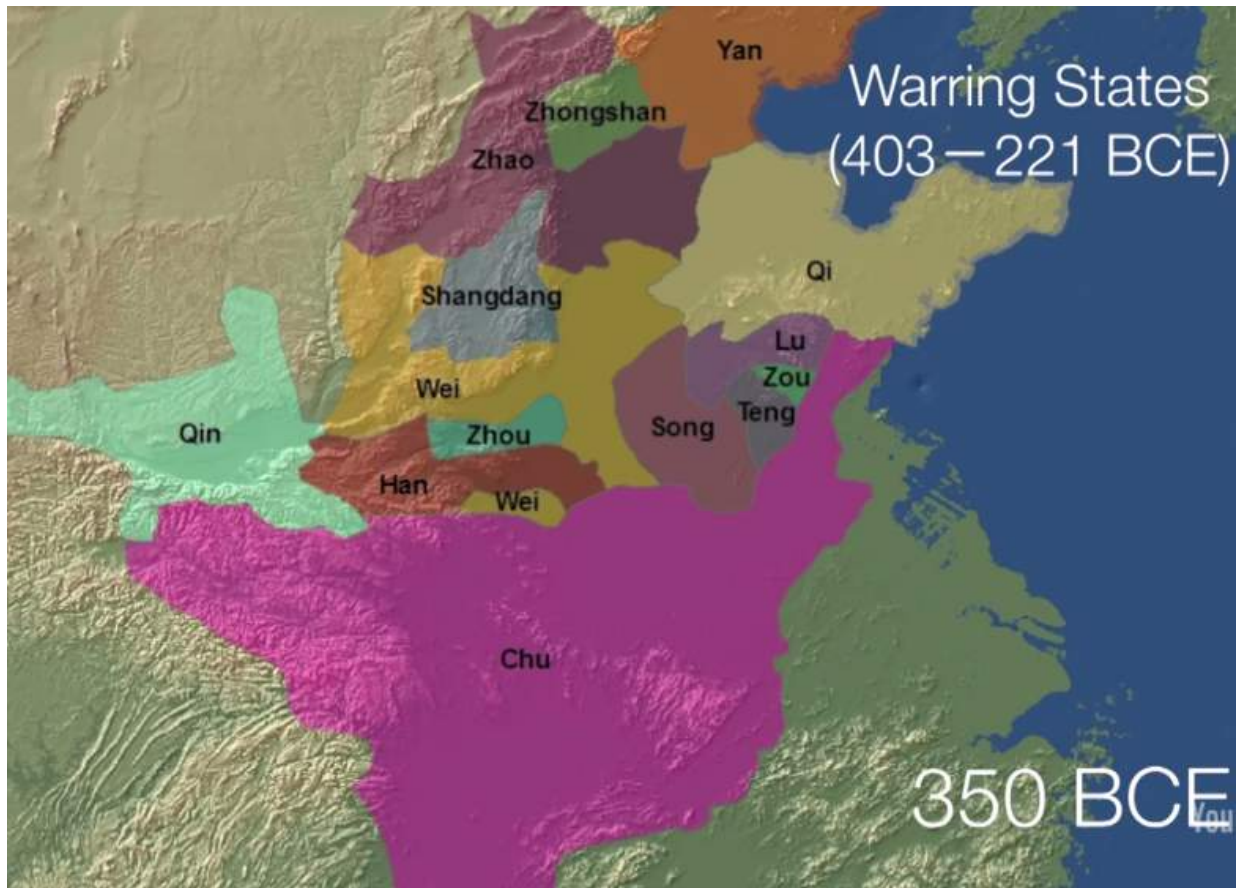 Yan
Warring States
(403–221 BCE)
Zhongshan
Zhao
Qi
Shangdang
Lu
Zou
Wei
Teng
Qin
Zhou
Song
Han
Wei
Chu
350 BCE
You